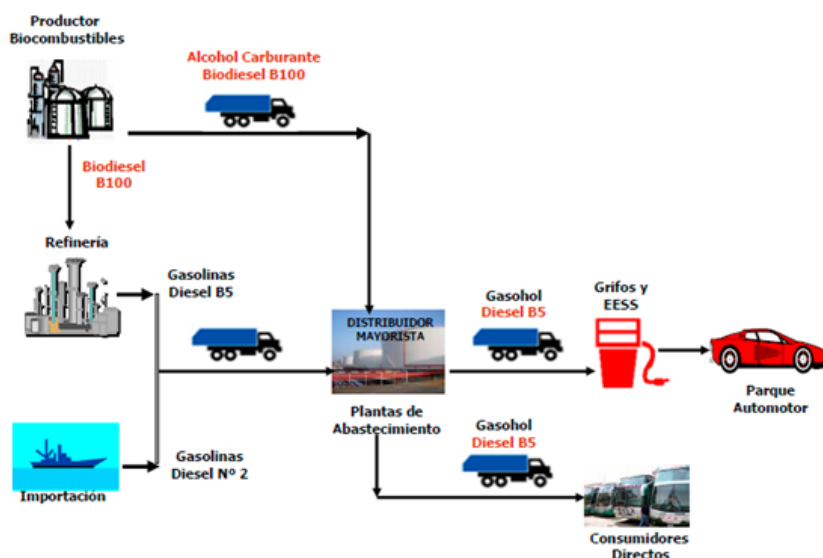 Productor
Biocombustibles
Alcohol Carburante
Biodiesel B100
Biodiesel
B100
Refinería
Gasolinas
Diesel B5
DISTRIBUIDOR
MAYORISTA
Gasohol
Diesel B5
Grifos y
EESS
Parque
Automotor
Plantas de
Abastecimiento
Gasohol
Diesel B5
Gasolinas
Diesel Nº 2
Importación
Consumidores
Directos